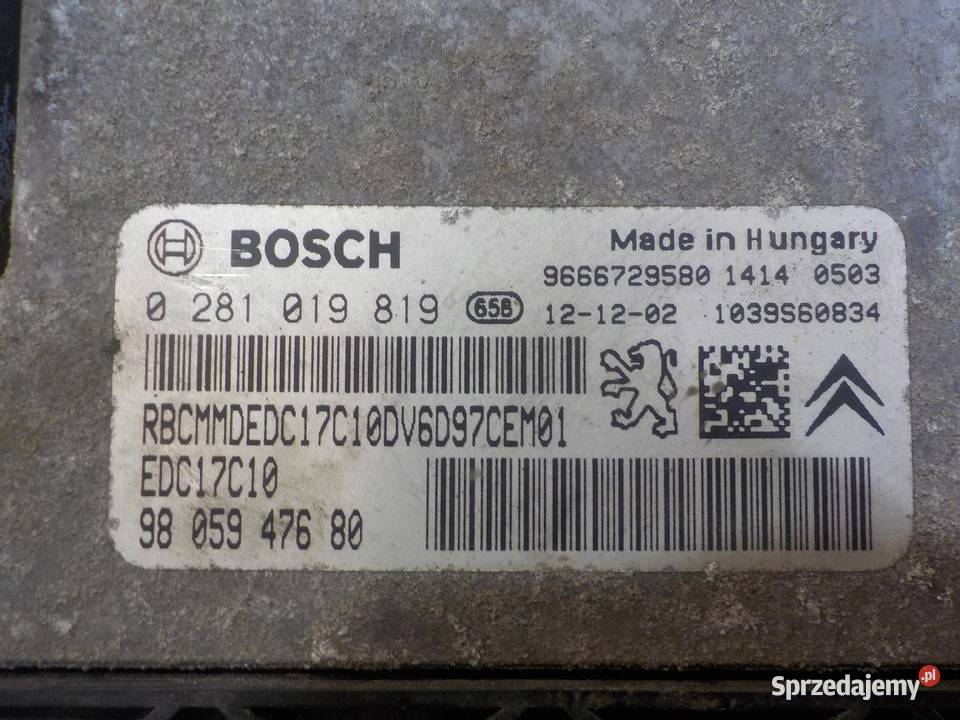 BOSCH
Made in Hungary
9666729580 1414 0503
0 281 019 819 65B
12-12-02 1039S60834
RBCMMDEDC17C10DV6D97CEM01
EDC17C10
98 059 476 80
Sprzedajemy.pl